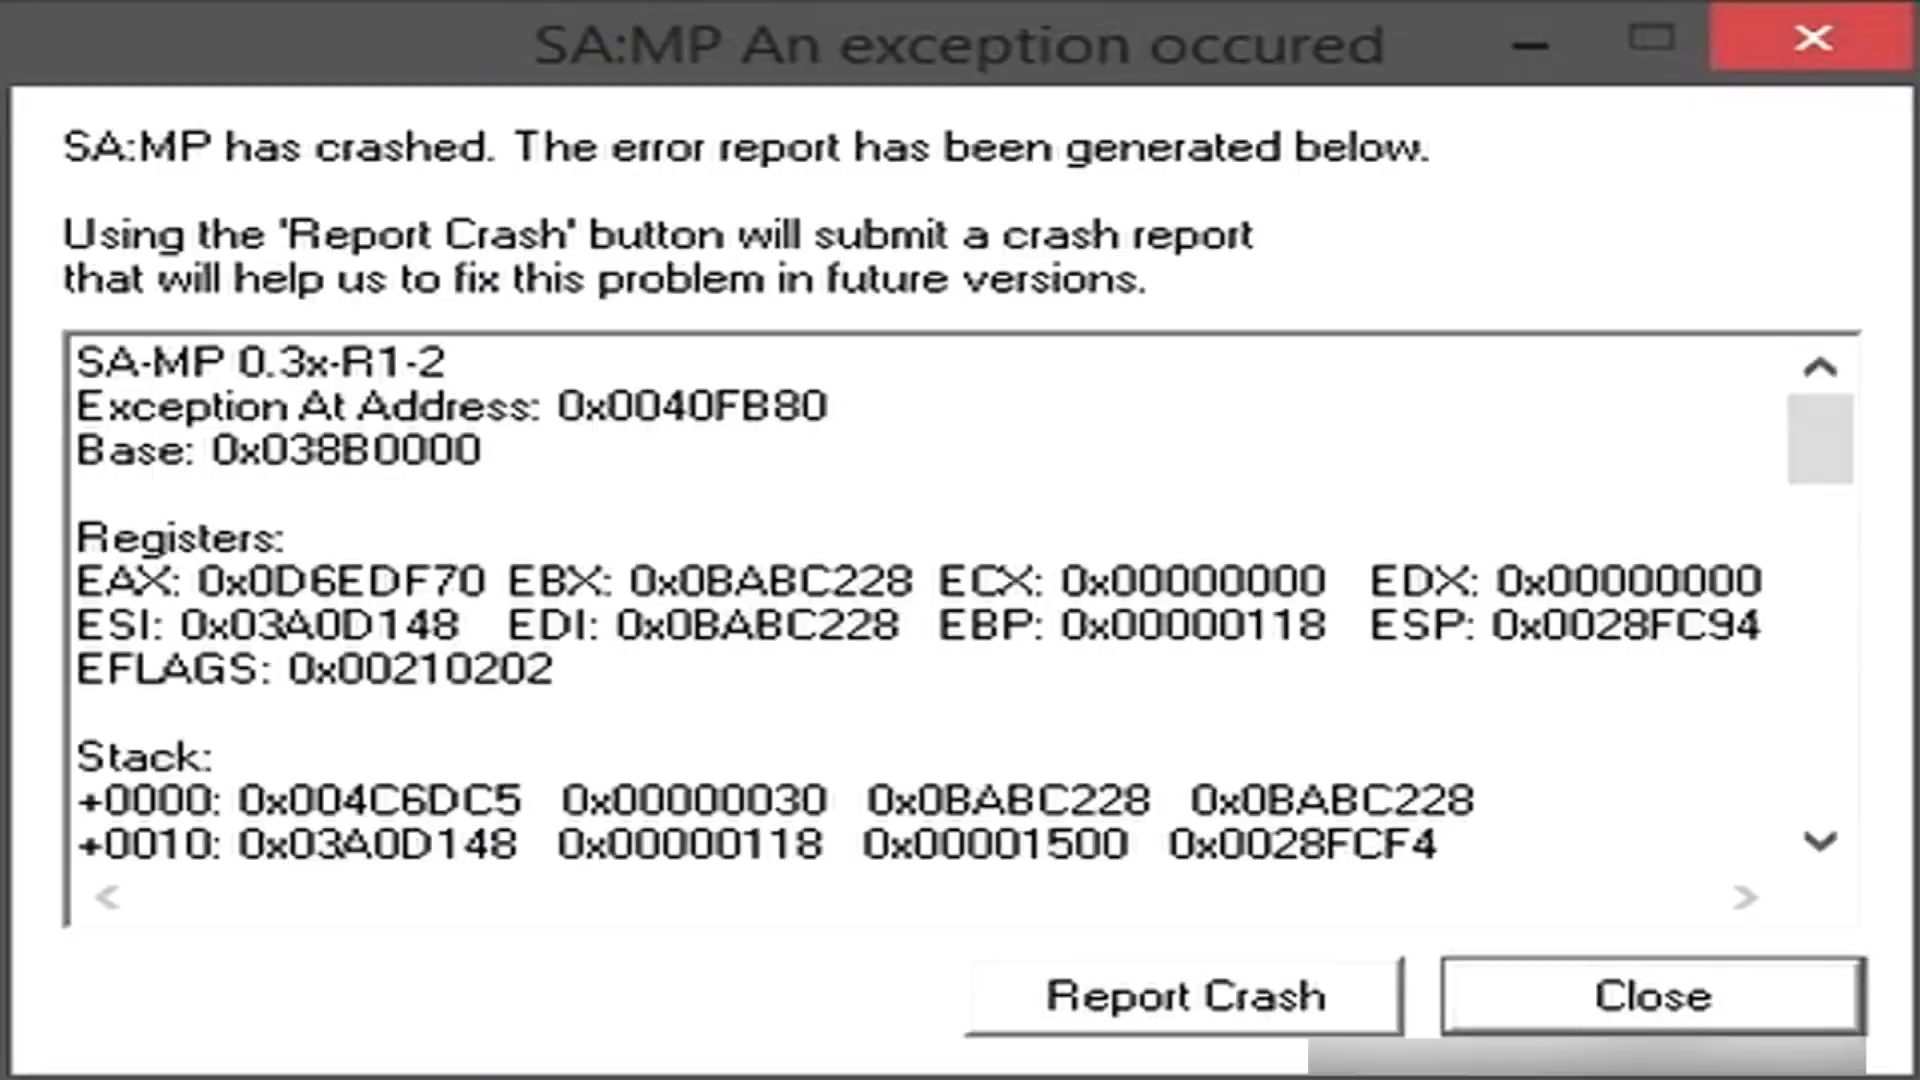 SA:MP An exception occured
SA:MP has crashed. The error report has been generated below.
Using the 'Report Crash' button will submit a crash report
that will help us to fix this problem in future versions.
SA-MP 0.3x-R1-2
Exception At Address: 0x0040FB80
Base: 0x038B0000
Registers:
EAX: 0x0D6EDF70 EBX: 0x0BABC228 ECX: 0x00000000 EDX: 0x00000000
ESI: 0x03A0D148 EDI: 0x0BABC228 EBP: 0x00000118 ESP: 0x0028FC94
EFLAGS: 0x00210202
Stack:
+0000: 0x004C6DC5 0x00000030 0x0BABC228 0x0BABC228
+0010: 0x03A0D148 0x00000118 0x00001500 0x0028FCF4
Report Crash Close